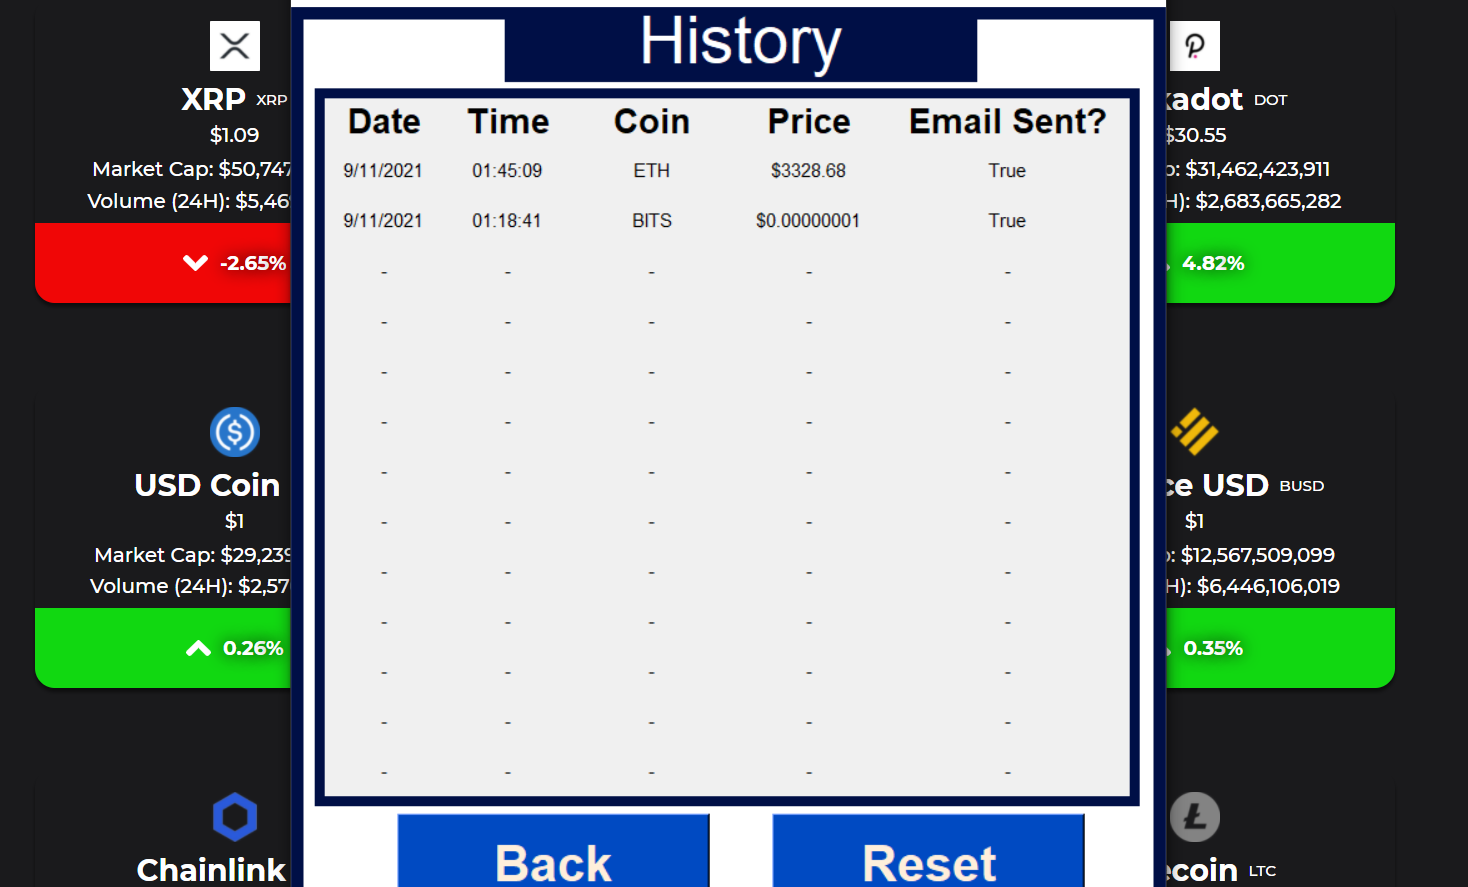 History
Date Time Coin Price Email Sent?
9/11/2021 01:45:09 ETH $3328.68 True
9/11/2021 01:18:41 BITS $0.00000001 True
- - - - -
- - - - -
- - - - -
- - - - -
- - - - -
- - - - -
- - - - -
- - - - -
- - - - -
- - - - -
- - - - -
Back Reset
XRP XRP
$1.09
Market Cap: $50,747
Volume (24H): $5,46
-2.65%
USD Coin
$1
Market Cap: $29,239
Volume (24H): $2,57
0.26%
Chainlink
kadot DOT
$30.55
p: $31,462,423,911
H): $2,683,665,282
4.82%
ce USD BUSD
$1
p: $12,567,509,099
H): $6,446,106,019
0.35%
ecoin LTC